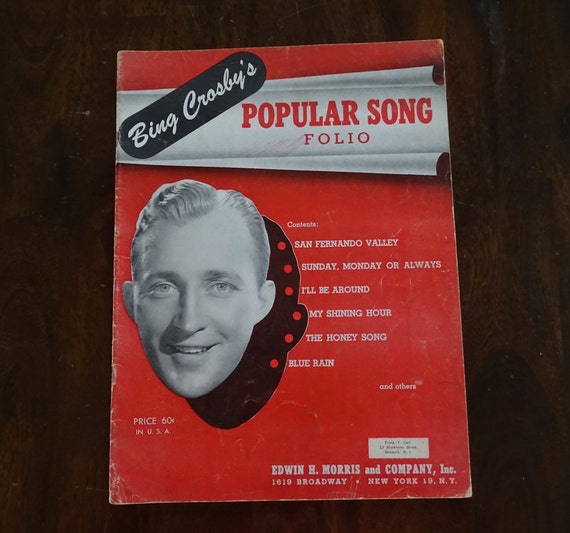 Bing Crosby's
POPULAR SONG
FOLIO
Contents:
SAN FERNANDO VALLEY
SUNDAY, MONDAY OR ALWAYS
I'LL BE AROUND
MY SHINING HOUR
THE HONEY SONG
BLUE RAIN
and others
PRICE 60¢
IN U. S. A.
EDWIN H. MORRIS and COMPANY, Inc.
1619 BROADWAY • NEW YORK 19, N. Y.